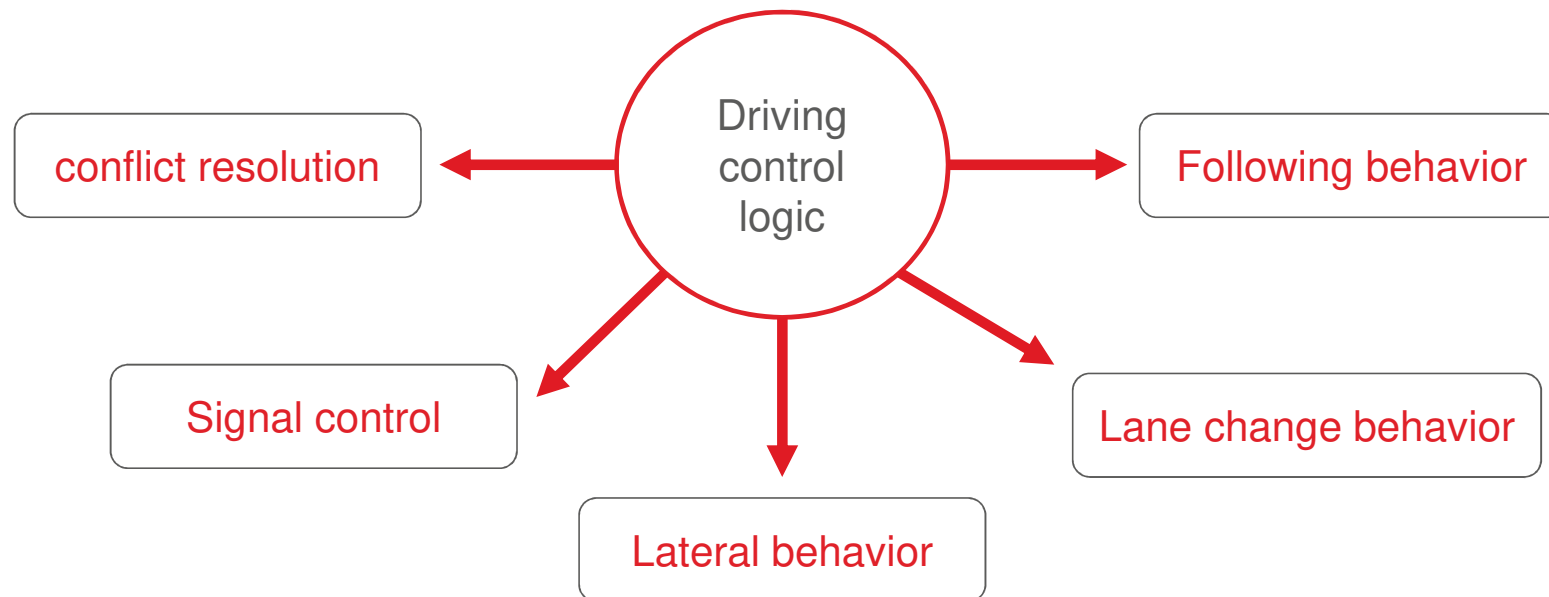 Driving
control
logic
conflict resolution
Following behavior
Signal control
Lane change behavior
Lateral behavior